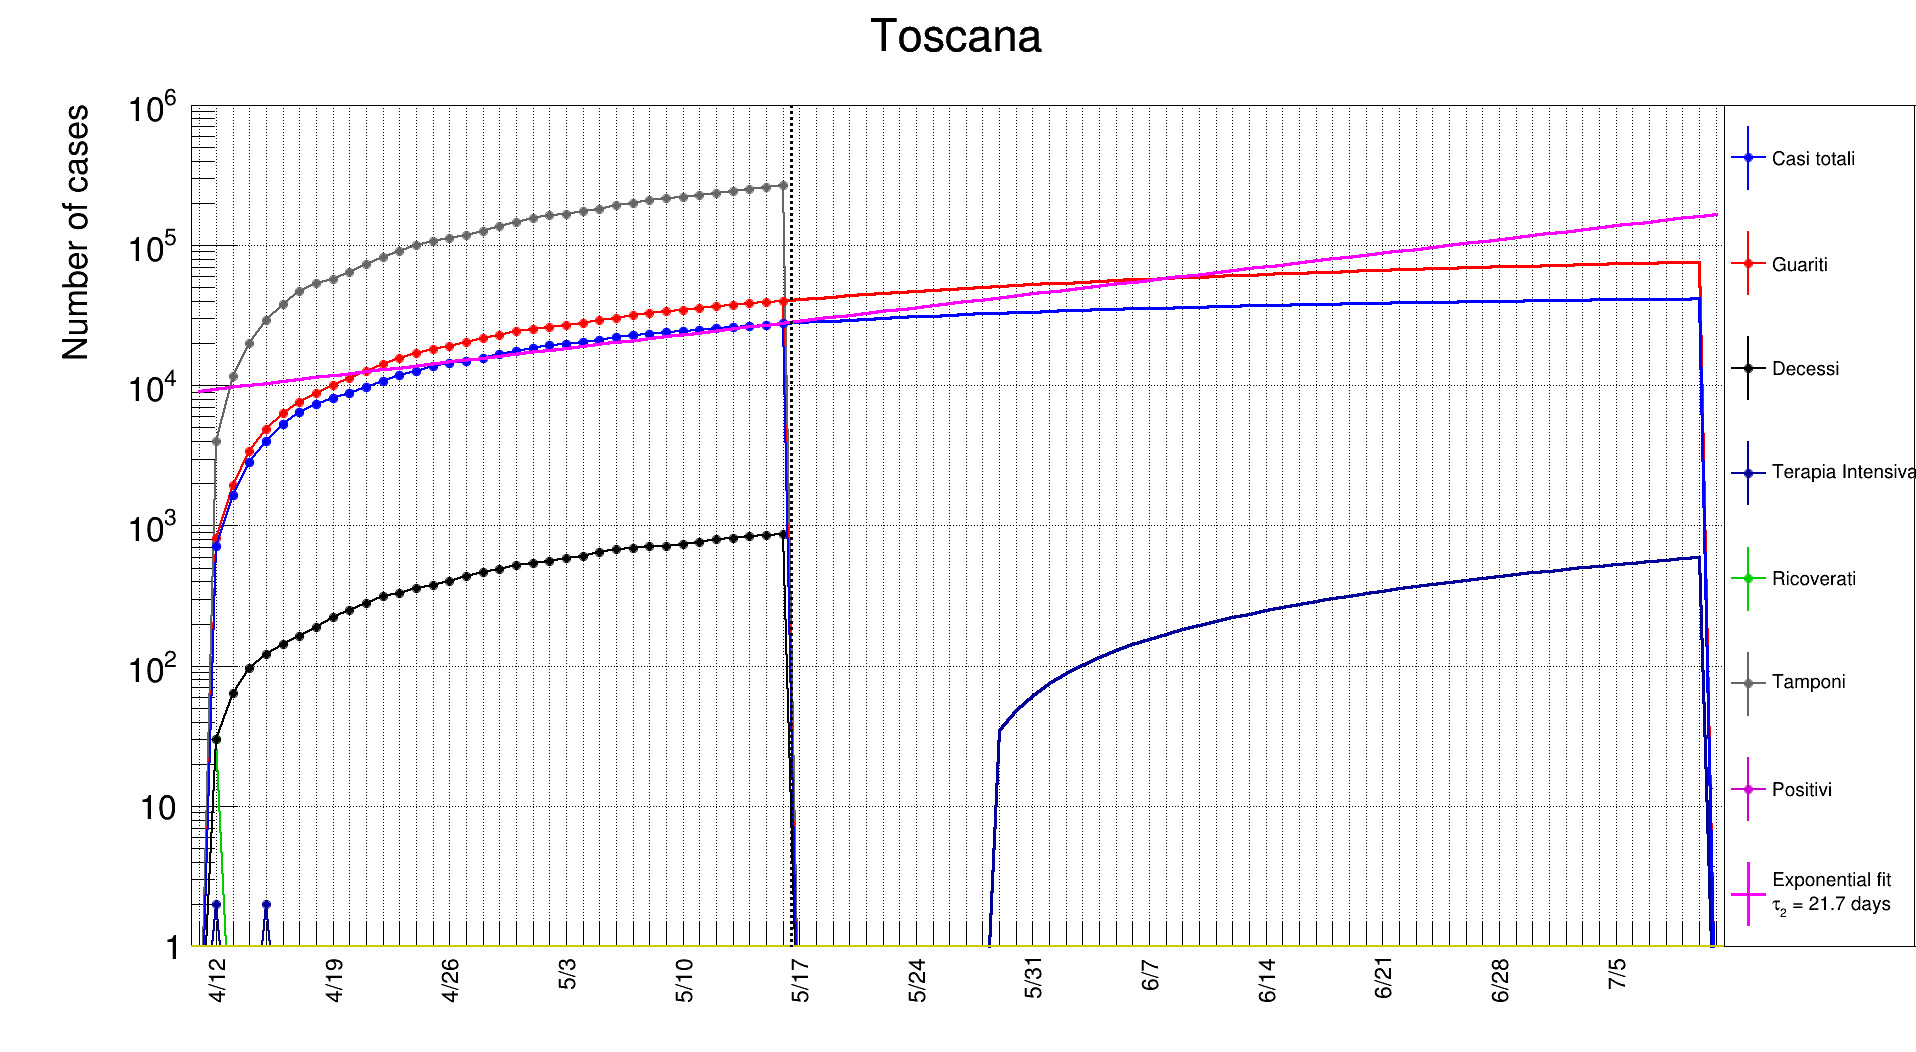 Toscana
Number of cases
10^6
10^5
10^4
10^3
10^2
10
1
4/12
4/19
4/26
5/3
5/10
5/17
5/24
5/31
6/7
6/14
6/21
6/28
7/5
Casi totali
Guariti
Decessi
Terapia Intensiva
Ricoverati
Tamponi
Positivi
Exponential fit
τ₂ = 21.7 days